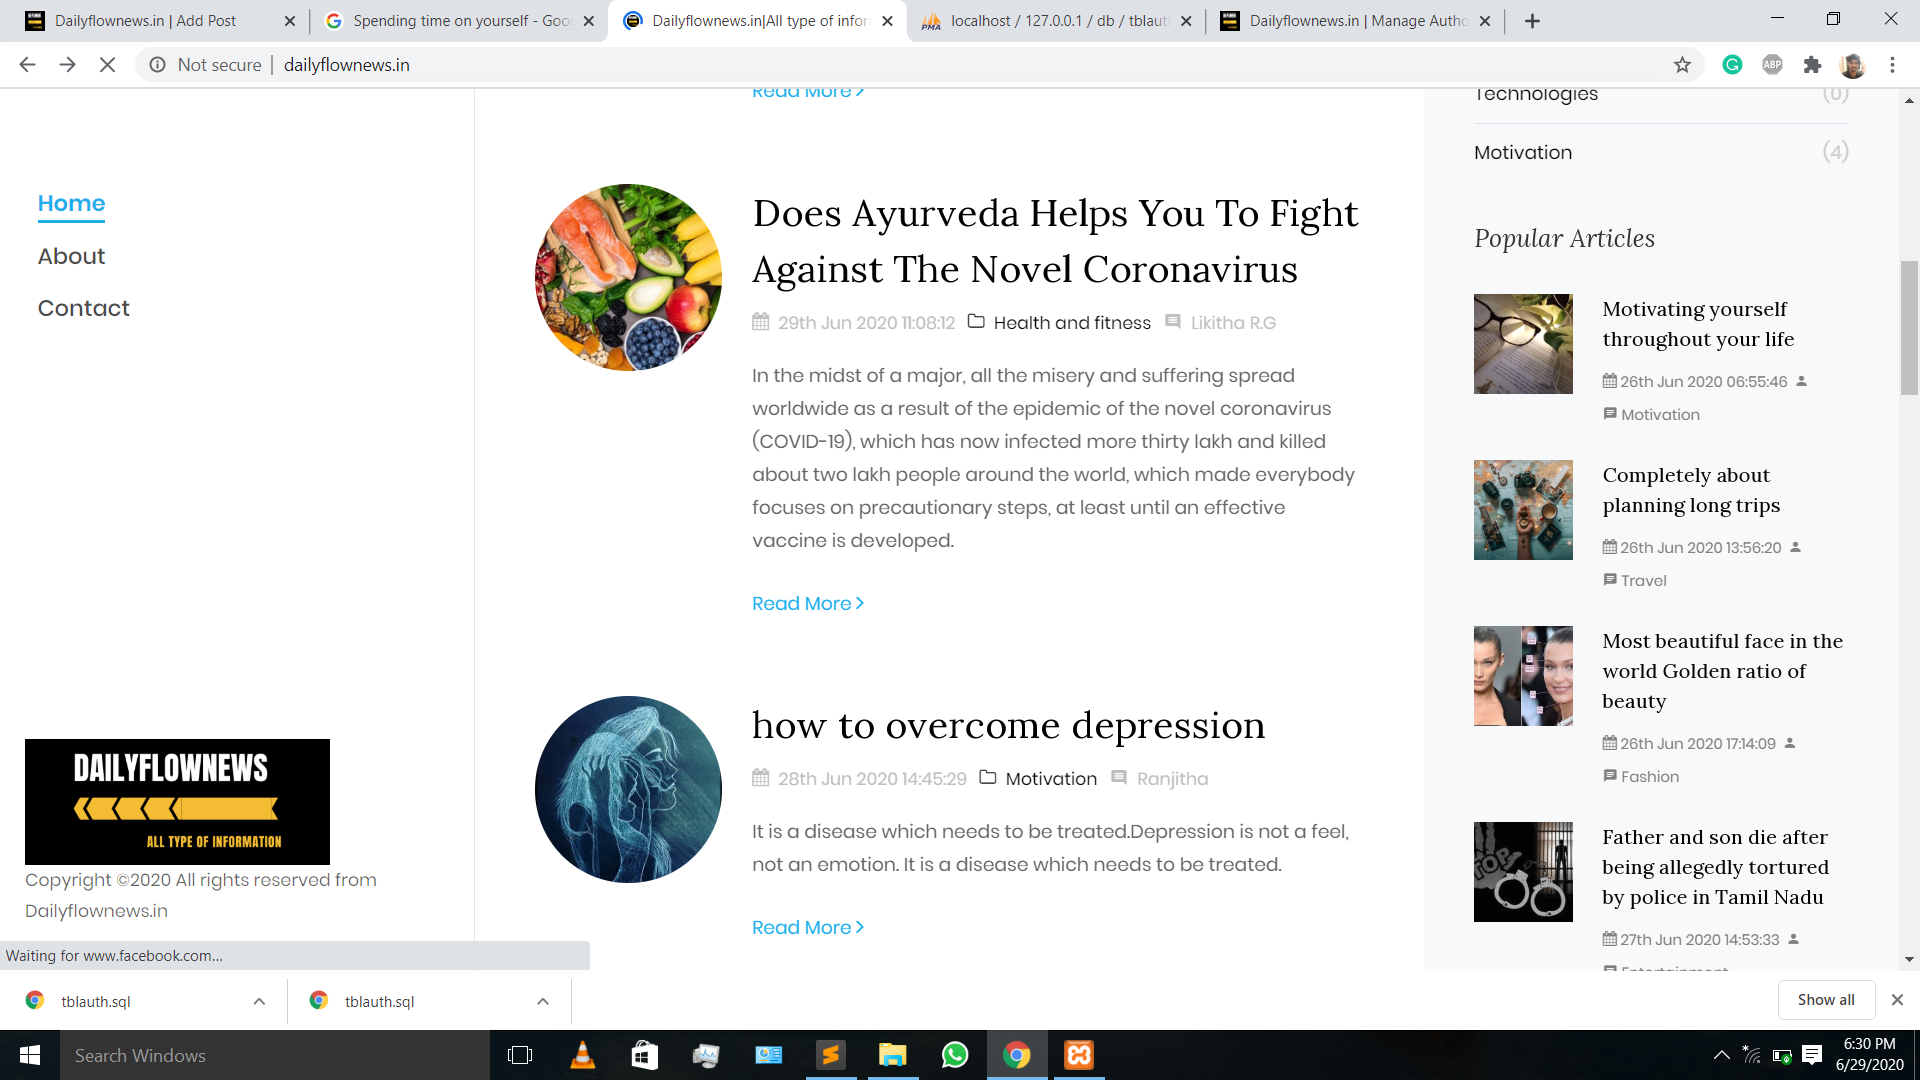 Dailyflownews.in | Add Post
Spending time on yourself - Goo
Dailyflownews.in|All type of infor
localhost / 127.0.0.1 / db / tblaut
Dailyflownews.in | Manage Autho
Not secure | dailyflownews.in
ABP
Home
About
Contact
DAILYFLOWNEWS
ALL TYPE OF INFORMATION
Copyright ©2020 All rights reserved from
Dailyflownews.in
Read More
Does Ayurveda Helps You To Fight
Against The Novel Coronavirus
29th Jun 2020 11:08:12 Health and fitness Likitha R.G
In the midst of a major, all the misery and suffering spread
worldwide as a result of the epidemic of the novel coronavirus
(COVID-19), which has now infected more thirty lakh and killed
about two lakh people around the world, which made everybody
focuses on precautionary steps, at least until an effective
vaccine is developed.
Read More
how to overcome depression
28th Jun 2020 14:45:29 Motivation Ranjitha
It is a disease which needs to be treated.Depression is not a feel,
not an emotion. It is a disease which needs to be treated.
Read More
Technologies (0)
Motivation (4)
Popular Articles
Motivating yourself
throughout your life
26th Jun 2020 06:55:46
Motivation
Completely about
planning long trips
26th Jun 2020 13:56:20
Travel
Most beautiful face in the
world Golden ratio of
beauty
26th Jun 2020 17:14:09
Fashion
Father and son die after
being allegedly tortured
by police in Tamil Nadu
27th Jun 2020 14:53:33
Entertainment
Waiting for www.facebook.com...
tblauth.sql
tblauth.sql
Show all
Search Windows
6:30 PM
6/29/2020